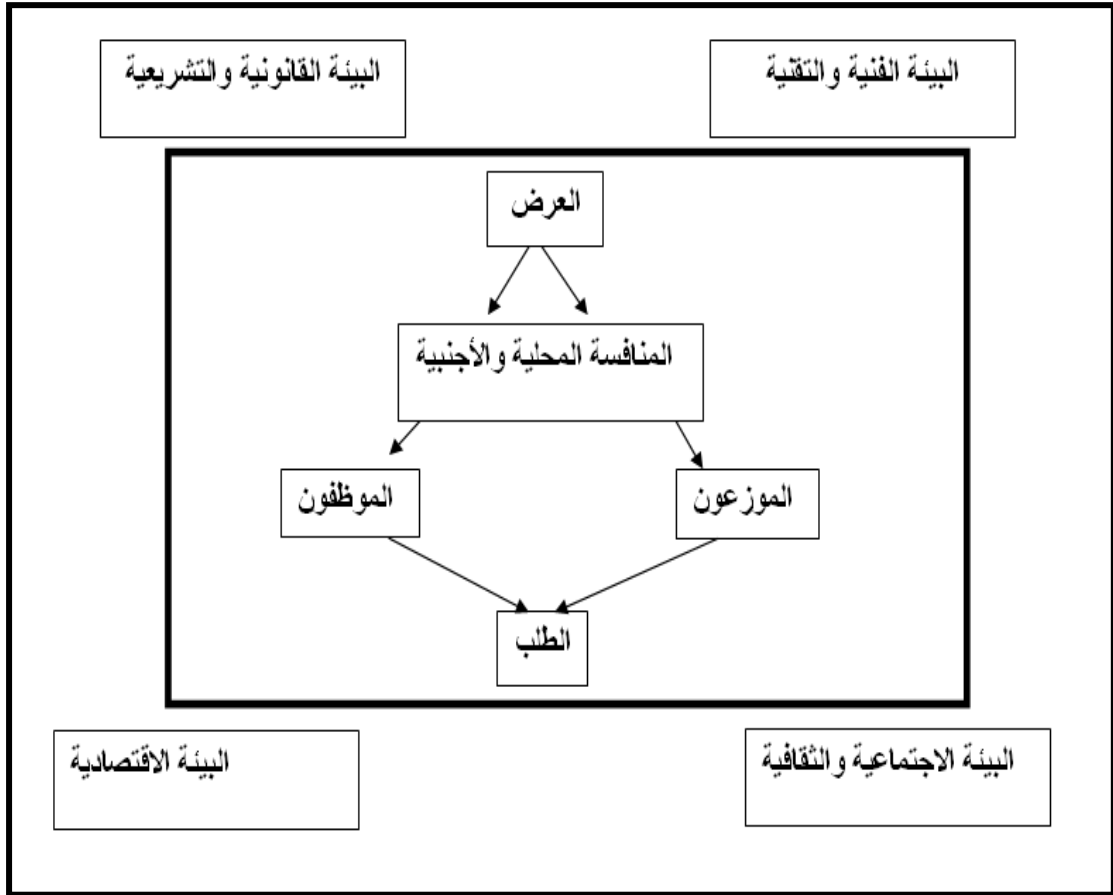 البيئة الفنية والتقنية
البيئة القانونية والتشريعية
العرض
المنافسة المحلية والأجنبية
الموزعون
الموظفون
الطلب
البيئة الاجتماعية والثقافية
البيئة الاقتصادية